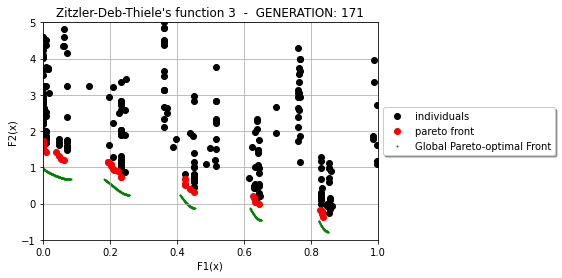 Zitzler-Deb-Thiele's function 3 - GENERATION: 171
5
4
3
2
1
0
−1
F2(x)
0.0 0.2 0.4 0.6 0.8 1.0
F1(x)
individuals
pareto front
Global Pareto-optimal Front